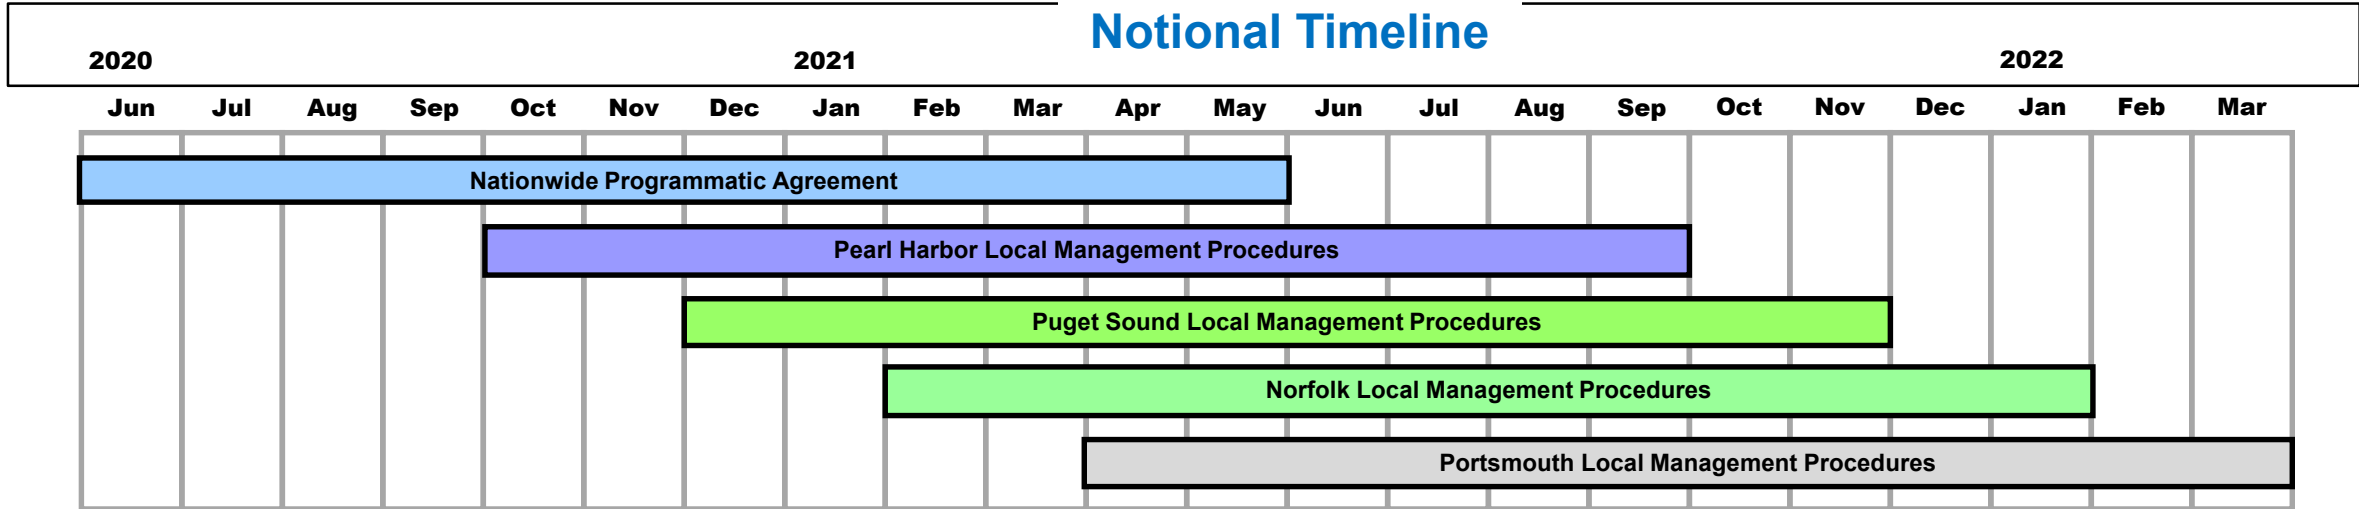 Notional Timeline
2020 2021 2022
Jun Jul Aug Sep Oct Nov Dec Jan Feb Mar Apr May Jun Jul Aug Sep Oct Nov Dec Jan Feb Mar
Nationwide Programmatic Agreement
Pearl Harbor Local Management Procedures
Puget Sound Local Management Procedures
Norfolk Local Management Procedures
Portsmouth Local Management Procedures